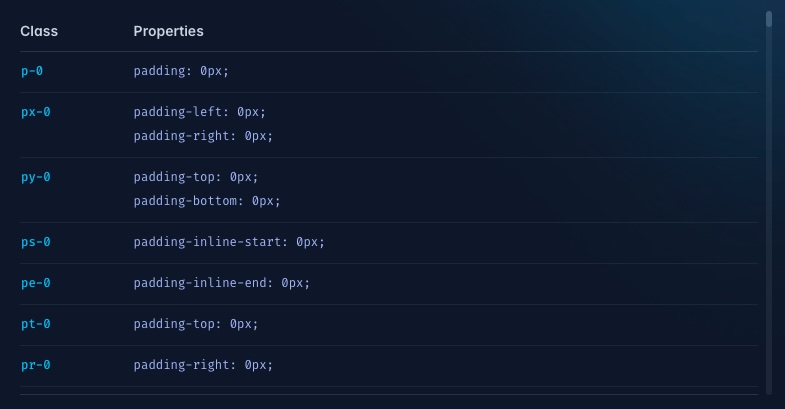 Class Properties
p-0 padding: 0px;
px-0 padding-left: 0px;
padding-right: 0px;
py-0 padding-top: 0px;
padding-bottom: 0px;
ps-0 padding-inline-start: 0px;
pe-0 padding-inline-end: 0px;
pt-0 padding-top: 0px;
pr-0 padding-right: 0px;